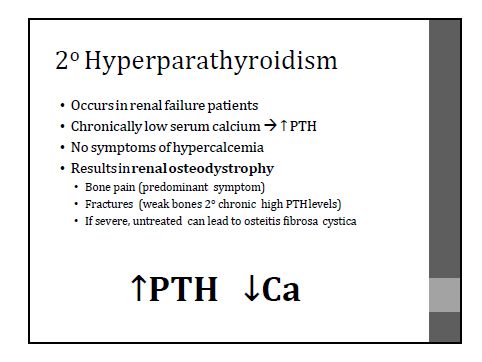 2º Hyperparathyroidism
• Occurs in renal failure patients
• Chronically low serum calcium → ↑ PTH
• No symptoms of hypercalcemia
• Results in renal osteodystrophy
• Bone pain (predominant symptom)
• Fractures (weak bones 2º chronic high PTH levels)
• If severe, untreated can lead to osteitis fibrosa cystica
↑PTH ↓Ca